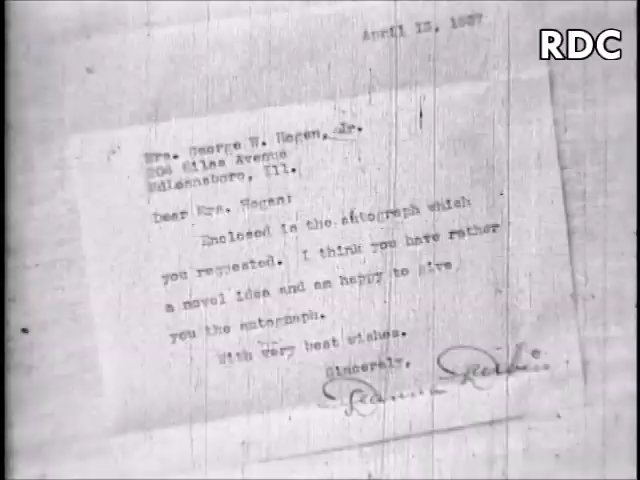 RDC
April 13, 1937
Mrs. George W. Hogan, Jr.
Avenue
Ill.
Dear Mrs. Hogan:
Enclosed is the autograph which
you requested. I think you have rather
a novel idea and am happy to give
you the autograph.
With very best wishes.
Sincerely,